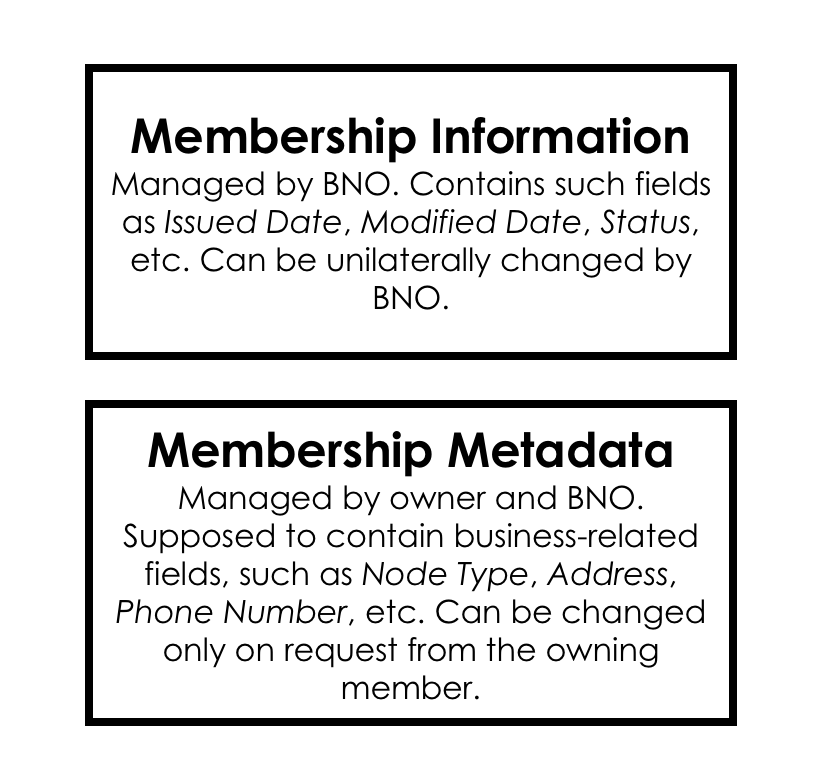 Membership Information
Managed by BNO. Contains such fields
as Issued Date, Modified Date, Status,
etc. Can be unilaterally changed by
BNO.
Membership Metadata
Managed by owner and BNO.
Supposed to contain business-related
fields, such as Node Type, Address,
Phone Number, etc. Can be changed
only on request from the owning
member.